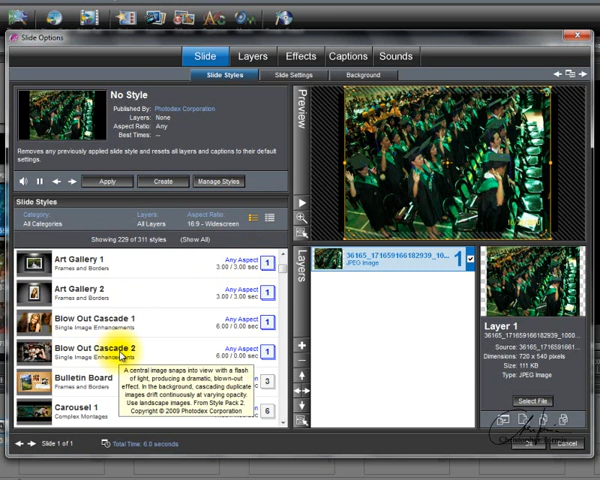 Slide Options
Slide Layers Effects Captions Sounds
Slide Styles Slide Settings Background
No Style
Published By: Photodex Corporation
Layers: None
Aspect Ratio: Any
Best Times: --
Removes any previously applied slide style and resets all layers and captions to their default
settings.
Apply Create Manage Styles
Preview
Slide Styles
Category: Layers: Aspect Ratio:
All Categories All Layers 16:9 - Widescreen
Showing 229 of 311 styles (Show All)
Art Gallery 1 Any Aspect
Frames and Borders 3.00 / 3.00 sec 1
Art Gallery 2 Any Aspect
Frames and Borders 3.00 / 3.00 sec 1
Blow Out Cascade 1 Any Aspect
Single Image Enhancements 6.00 / 0.00 sec 1
Blow Out Cascade 2 Any Aspect
Single Image Enhancements 6.00 / 0.00 sec 1
Bulletin Board 3
Frames and Borders
Carousel 1 6
Complex Montages
A central image snaps into view with a flash
of light, producing a dramatic, blown-out
effect. In the background, cascading duplicate
images drift continually at varying opacity.
Use landscape images. From Style Pack 2.
Copyright © 2009 Photodex Corporation
Layers
36165_171659166182939_10... 1
JPEG Image
Layer 1
36165_171659166182939_1000...
Source: 36165_171659166182...
Dimensions: 720 x 540 pixels
Size: 111 KB
Type: JPEG Image
Select File
Slide 1 of 1 Total Time: 6.0 seconds
Ok Cancel